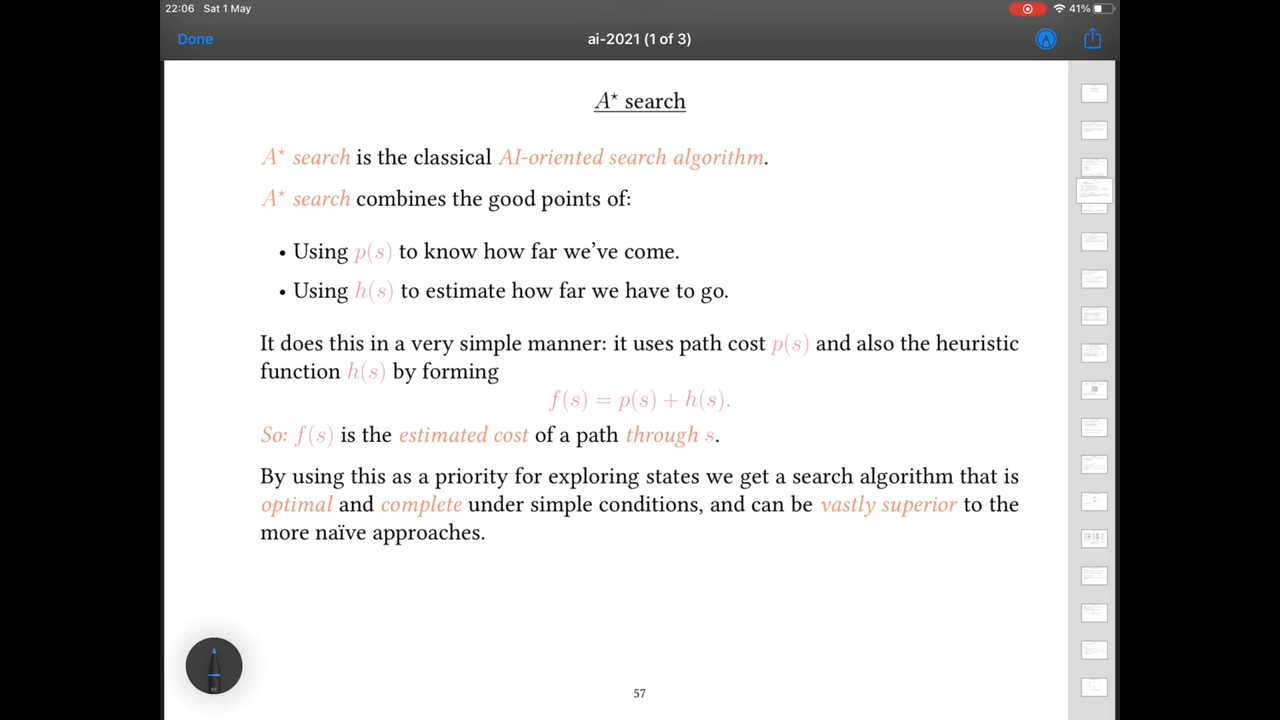 22:06 Sat 1 May
41%
Done
ai-2021 (1 of 3)
A* search
A* search is the classical AI-oriented search algorithm.
A* search combines the good points of:
• Using p(s) to know how far we've come.
• Using h(s) to estimate how far we have to go.
It does this in a very simple manner: it uses path cost p(s) and also the heuristic
function h(s) by forming
f(s) = p(s) + h(s).
So: f(s) is the estimated cost of a path through s.
By using this as a priority for exploring states we get a search algorithm that is
optimal and complete under simple conditions, and can be vastly superior to the
more naïve approaches.
57